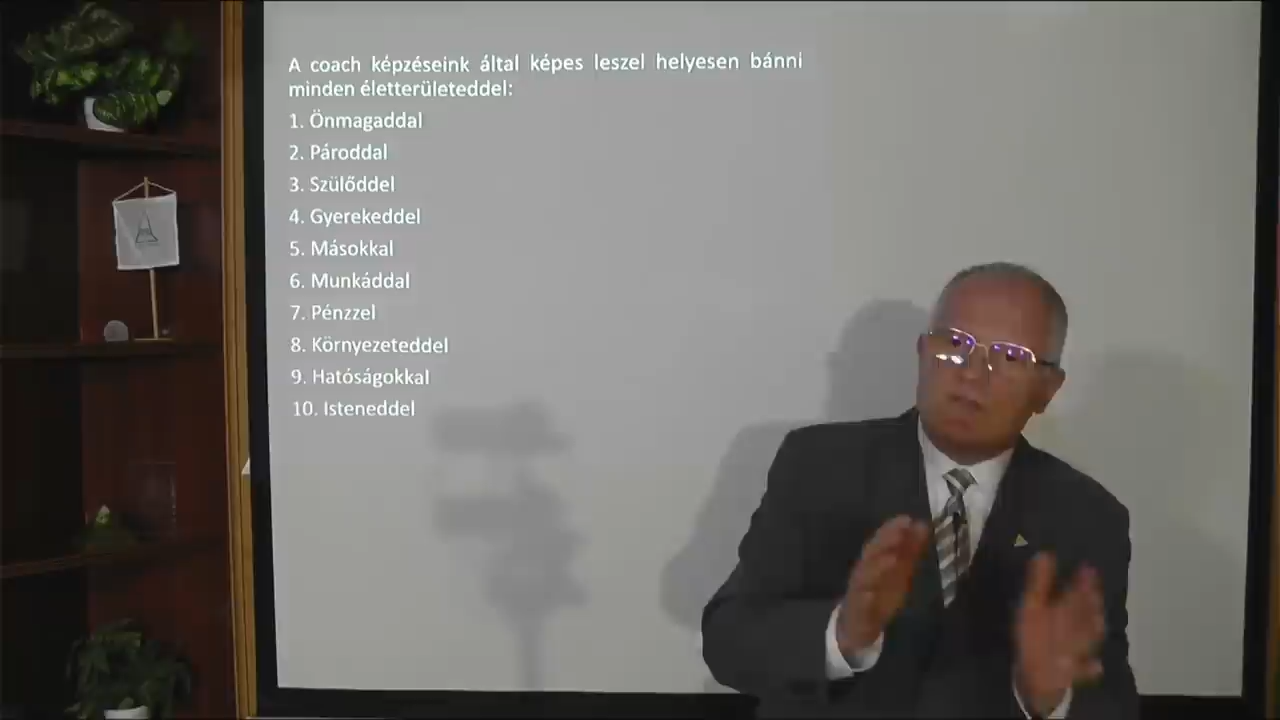 A coach képzéseink által képes leszel helyesen bánni
minden életterületeddel:
1. Önmagaddal
2. Pároddal
3. Szülőddel
4. Gyerekeddel
5. Másokkal
6. Munkáddal
7. Pénzzel
8. Környezeteddel
9. Hatóságokkal
10. Isteneddel